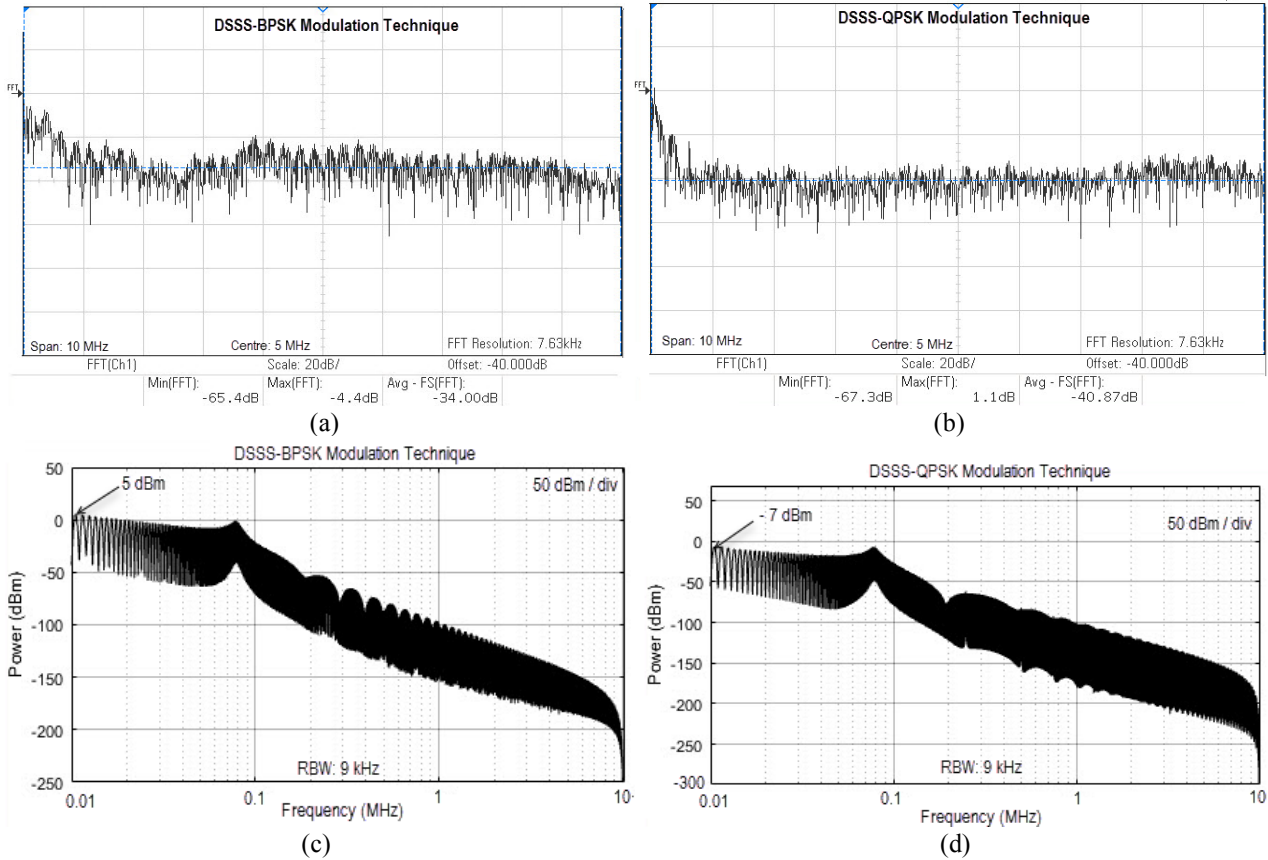 DSSS-BPSK Modulation Technique
FFT
Span: 10 MHz Centre: 5 MHz FFT Resolution: 7.63kHz
FFT(Ch1) Scale: 20dB/ Offset: -40.000dB
Min(FFT): Max(FFT): Avg - FS(FFT):
-65.4dB -4.4dB -34.00dB
(a)
DSSS-QPSK Modulation Technique
FFT
Span: 10 MHz Centre: 5 MHz FFT Resolution: 7.63kHz
FFT(Ch1) Scale: 20dB/ Offset: -40.000dB
Min(FFT): Max(FFT): Avg - FS(FFT):
-67.3dB 1.1dB -40.87dB
(b)
DSSS-BPSK Modulation Technique
50
5 dBm 50 dBm / div
0
-50
-100
-150
-200
-250
Power (dBm)
RBW: 9 kHz
0.01 0.1 1 10
Frequency (MHz)
(c)
DSSS-QPSK Modulation Technique
50
- 7 dBm 50 dBm / div
0
-50
-100
-150
-200
-250
-300
Power (dBm)
RBW: 9 kHz
0.01 0.1 1 10
Frequency (MHz)
(d)